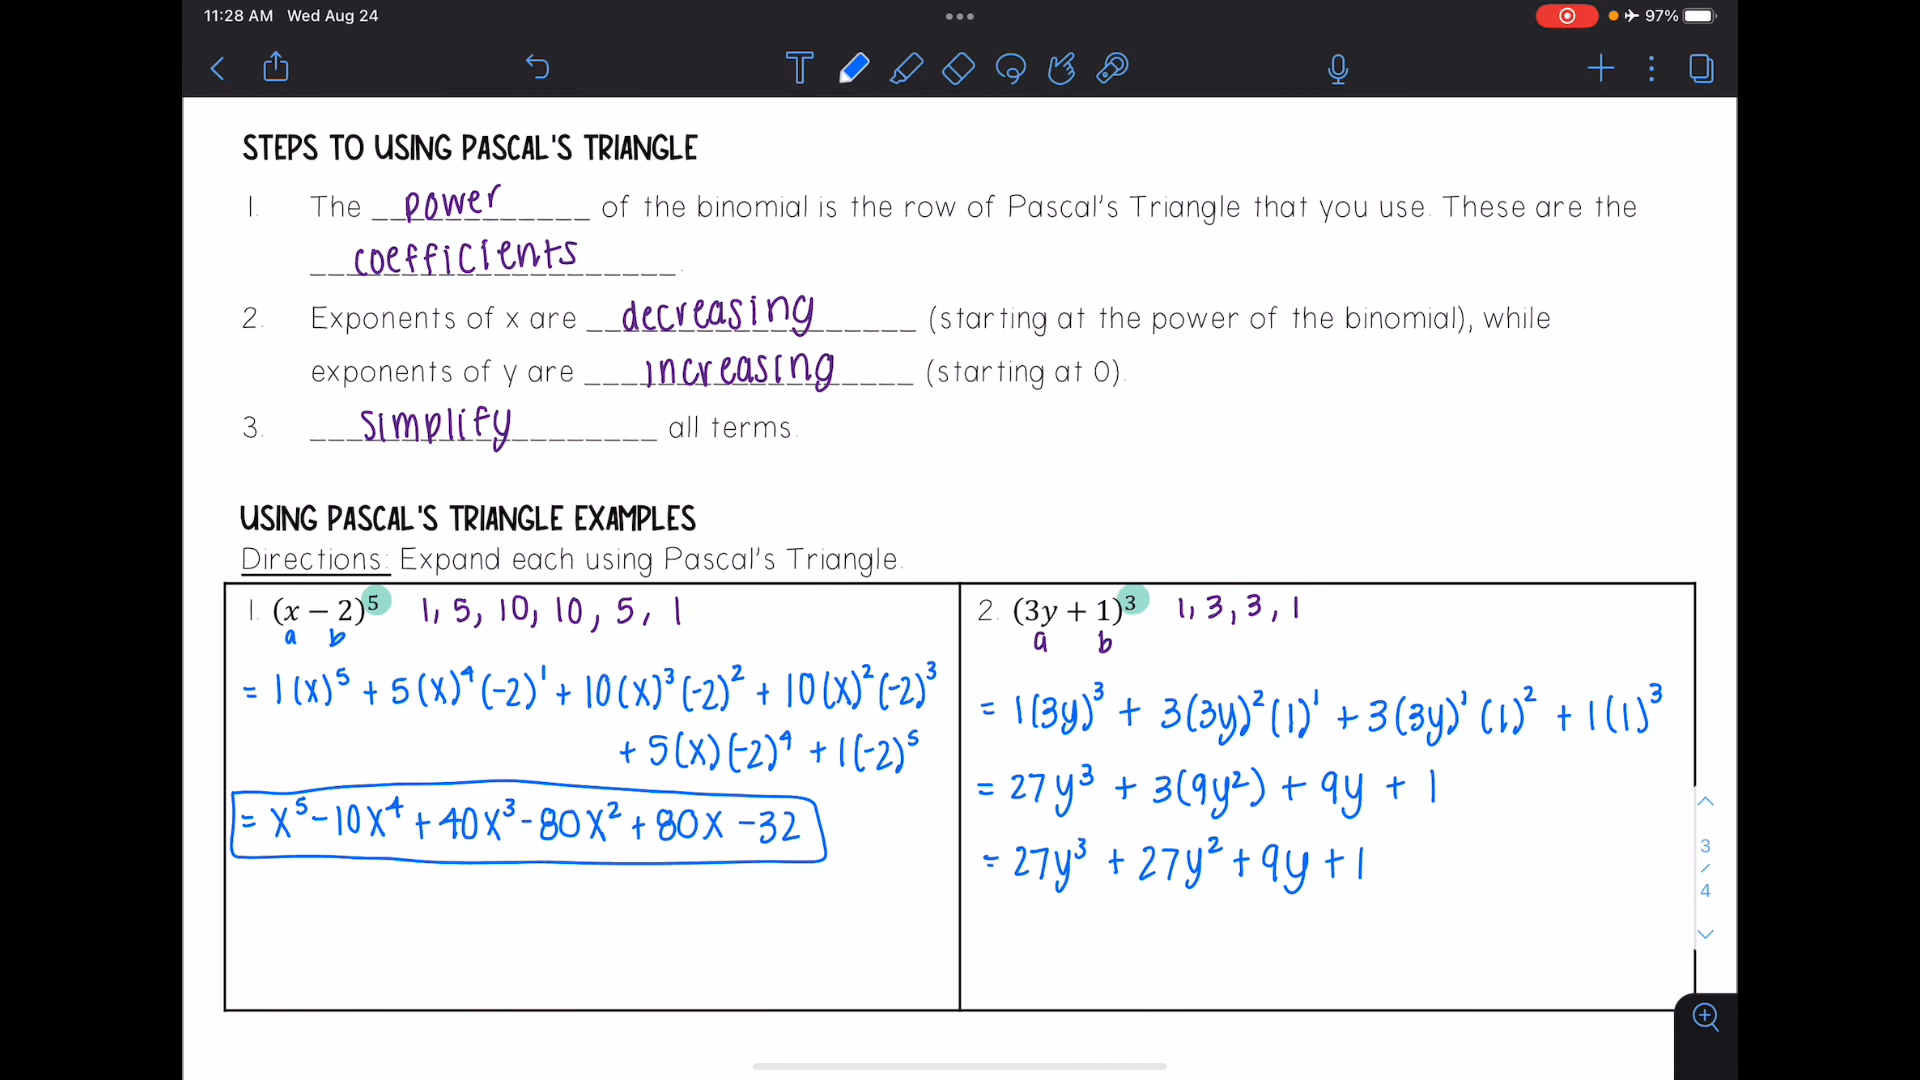 11:28 AM Wed Aug 24
97%
STEPS TO USING PASCAL'S TRIANGLE
1. The power of the binomial is the row of Pascal's Triangle that you use. These are the
coefficients.
2. Exponents of x are decreasing (starting at the power of the binomial), while
exponents of y are increasing (starting at 0).
3. simplify all terms.
USING PASCAL'S TRIANGLE EXAMPLES
Directions: Expand each using Pascal's Triangle.
1. (x − 2)⁵ 1, 5, 10, 10, 5, 1
a b
= 1(x)⁵ + 5(x)⁴(-2)¹ + 10(x)³(-2)² + 10(x)²(-2)³
+ 5(x)(-2)⁴ + 1(-2)⁵
= x⁵ - 10x⁴ + 40x³ - 80x² + 80x - 32
2. (3y + 1)³ 1, 3, 3, 1
a b
= 1(3y)³ + 3(3y)²(1)¹ + 3(3y)¹(1)² + 1(1)³
= 27y³ + 3(9y²) + 9y + 1
= 27y³ + 27y² + 9y + 1
3
/
4